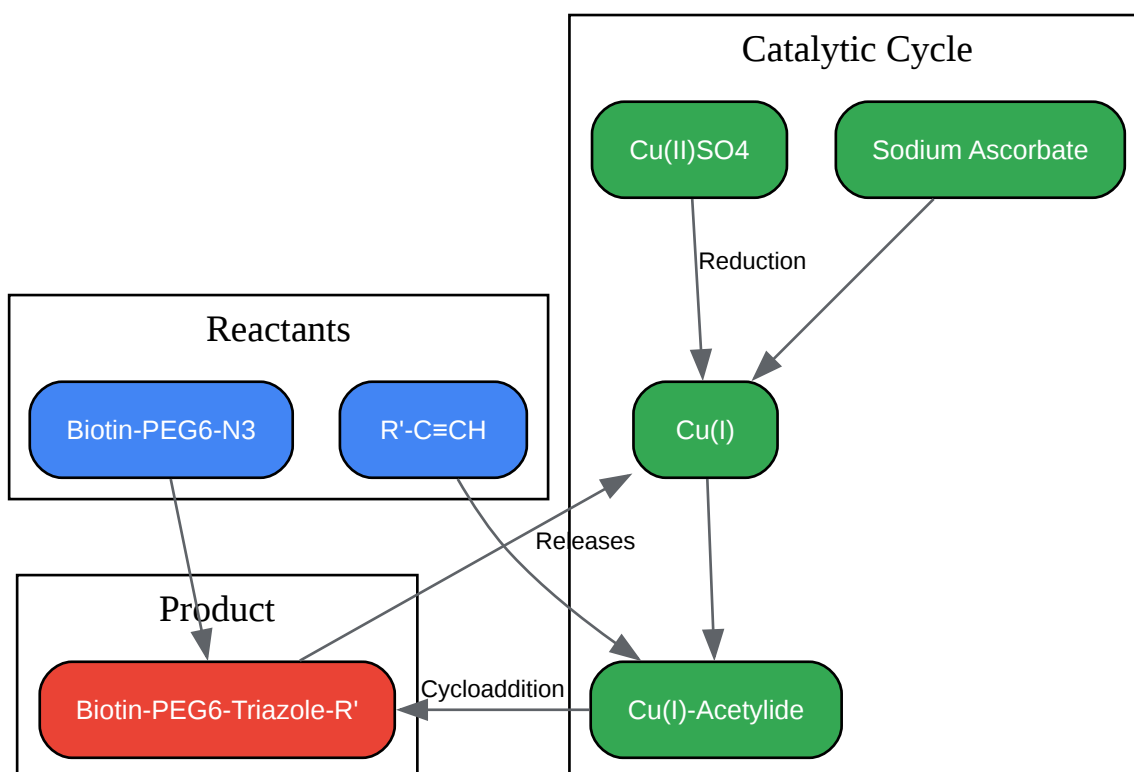 Catalytic Cycle
Cu(II)SO4
Sodium Ascorbate
Reduction
Reactants
Biotin-PEG6-N3
R'-C≡CH
Cu(I)
Releases
Product
Cycloaddition
Biotin-PEG6-Triazole-R'
Cu(I)-Acetylide